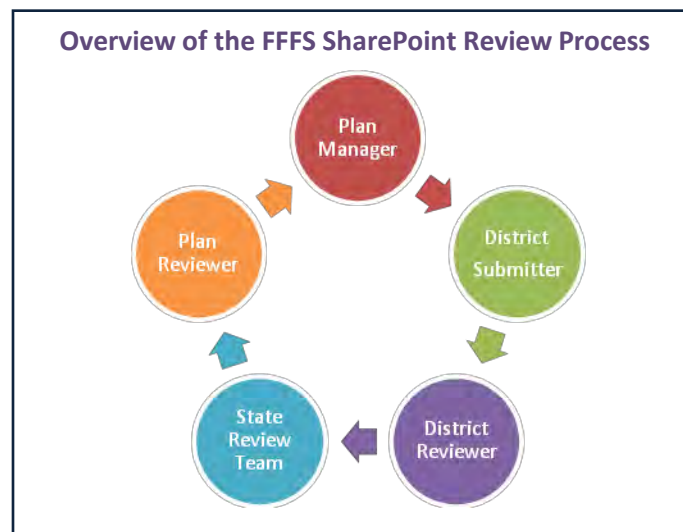 Overview of the FFFS SharePoint Review Process
Plan
Manager
District
Submitter
District
Reviewer
State
Review
Team
Plan
Reviewer